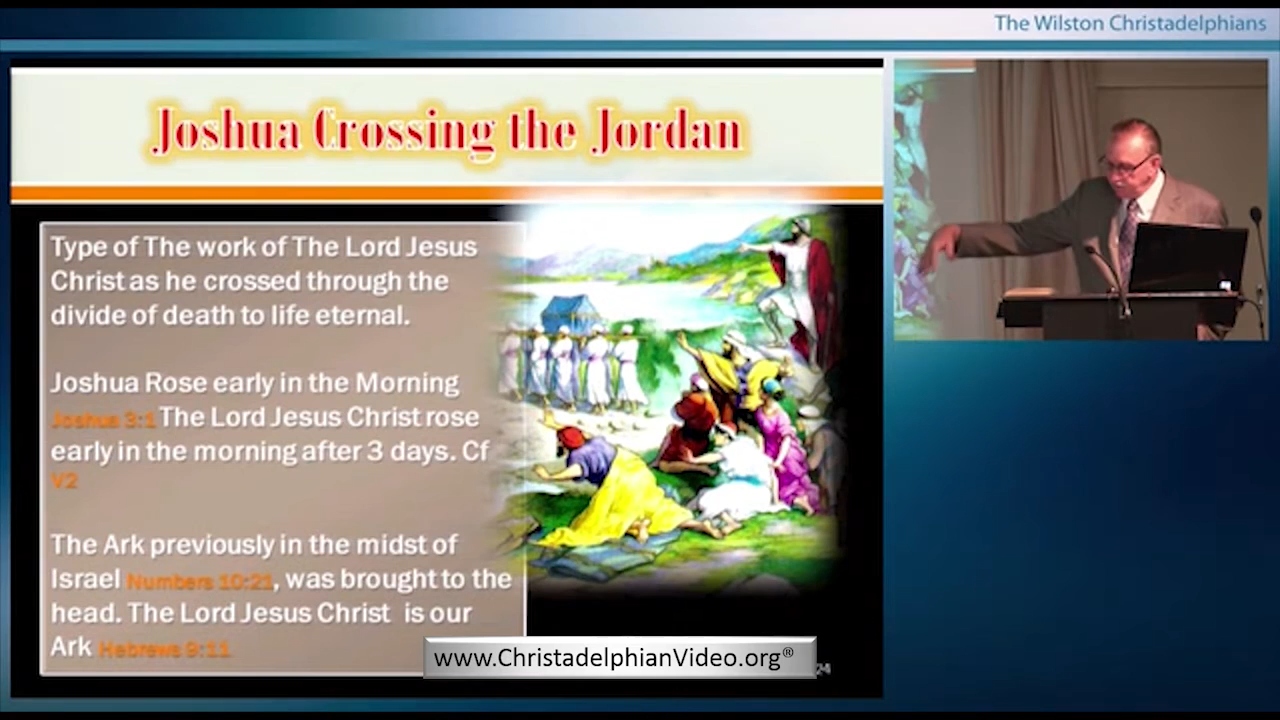 The Wilston Christadelphians
Joshua Crossing the Jordan
Type of The work of The Lord Jesus
Christ as he crossed through the
divide of death to life eternal.
Joshua Rose early in the Morning
Joshua 3:1 The Lord Jesus Christ rose
early in the morning after 3 days. Cf
V2
The Ark previously in the midst of
Israel Numbers 10:21, was brought to the
head. The Lord Jesus Christ is our
Ark Hebrews 9:11
www.ChristadelphianVideo.org®
24